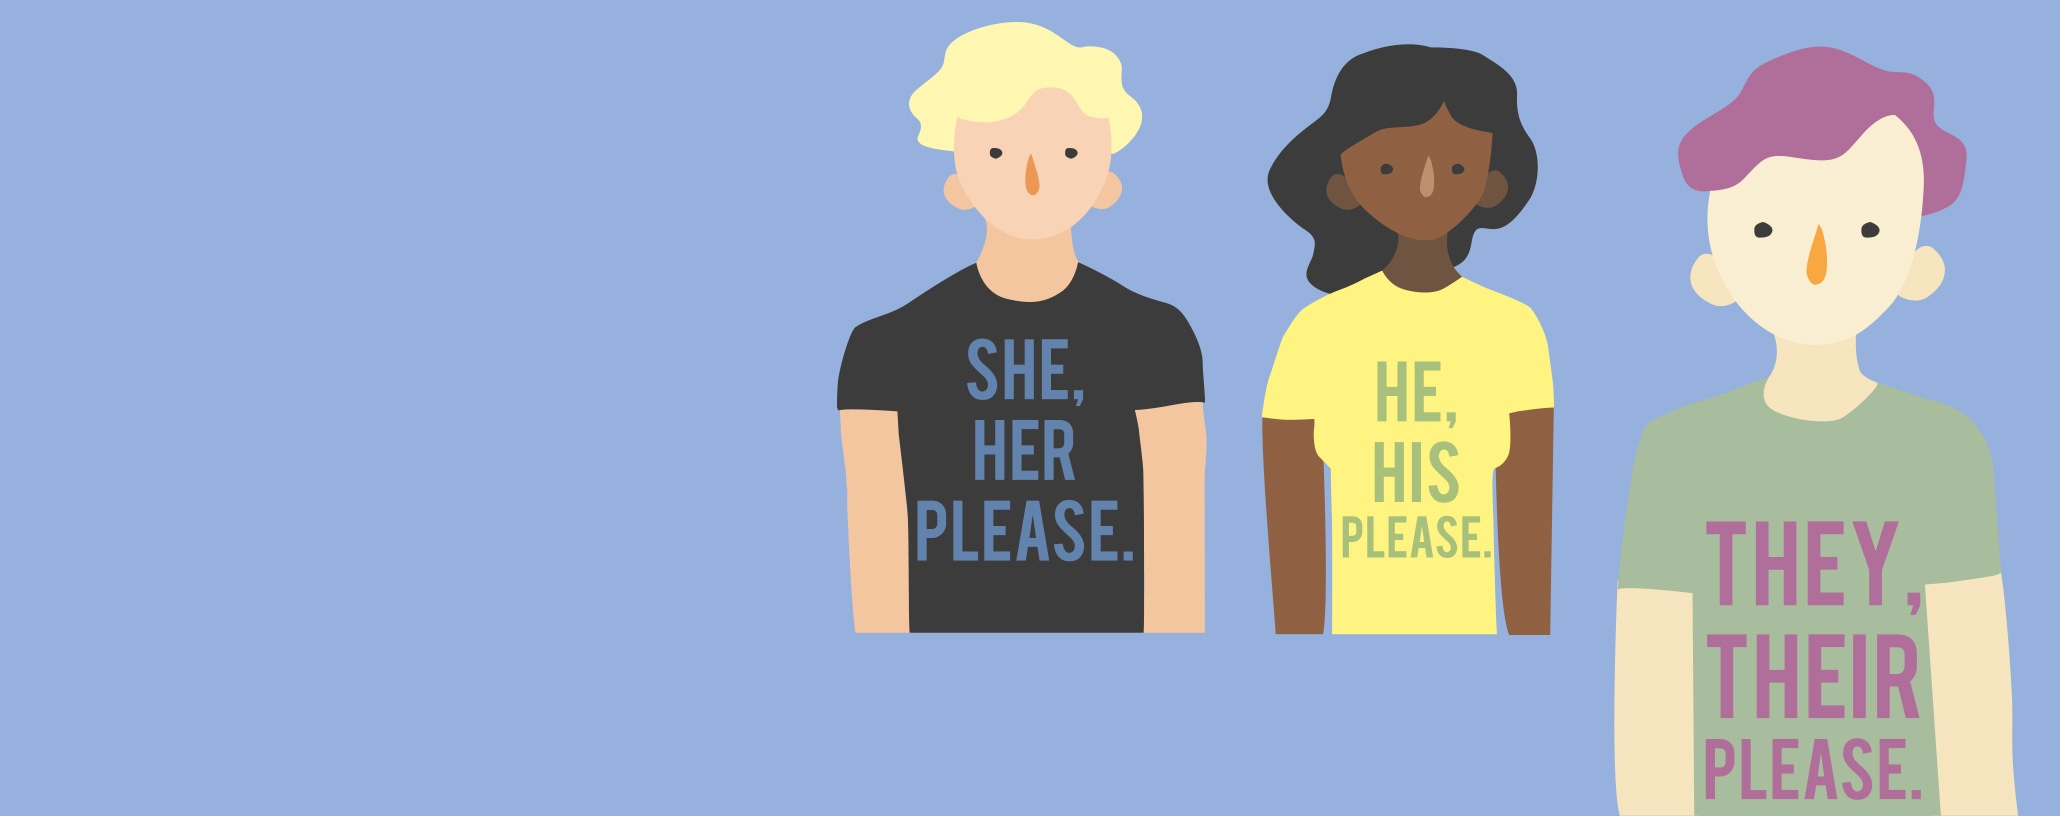 SHE,
HER
PLEASE.
HE,
HIS
PLEASE.
THEY,
THEIR
PLEASE.